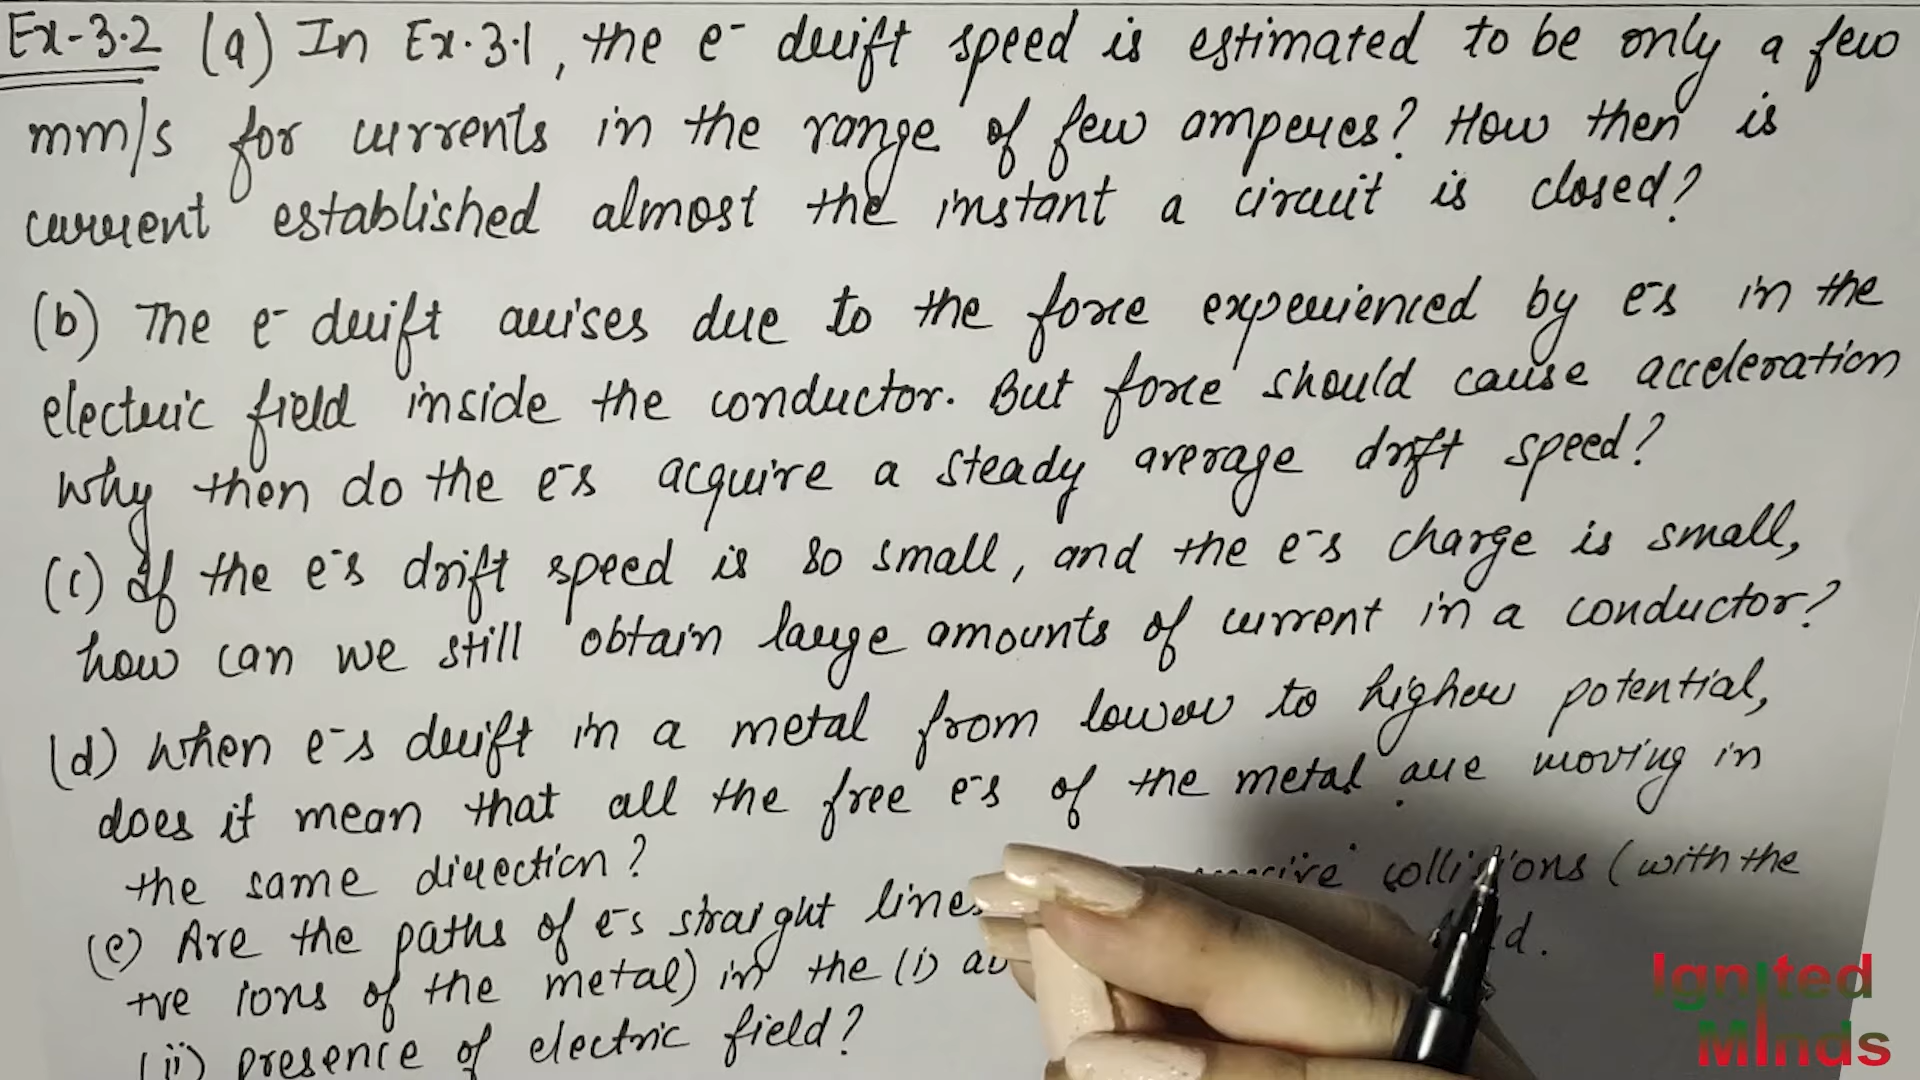 Ex-3.2 (a) In Ex.3.1, the e⁻ drift speed is estimated to be only a few
mm/s for currents in the range of few amperes? How then is
current established almost the instant a circuit is closed?
(b) The e⁻ drift arises due to the force experienced by e⁻s in the
electric field inside the conductor. But force should cause acceleration
Why then do the e⁻s acquire a steady average drift speed?
(c) If the e⁻s drift speed is so small, and the e⁻s charge is small,
how can we still obtain large amounts of current in a conductor?
(d) When e⁻s drift in a metal from lower to higher potential,
does it mean that all the free e⁻s of the metal are moving in
the same direction?
(e) Are the paths of e⁻s straight lines collisions (with the
+ve ions of the metal) in the (i)
(ii) presence of electric field?
Ignited
Minds